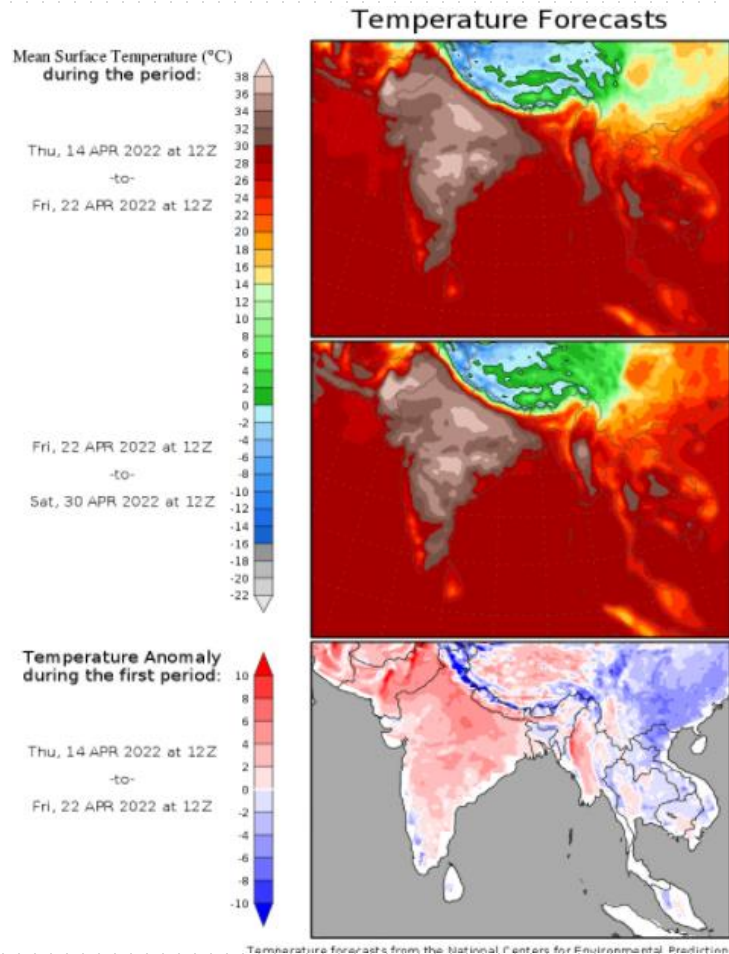 Temperature Forecasts
Mean Surface Temperature (°C)
during the period:
Thu, 14 APR 2022 at 12Z
-to-
Fri, 22 APR 2022 at 12Z
38
36
34
32
30
28
26
24
22
20
18
16
14
12
10
8
6
4
2
0
-2
-4
-6
-8
-10
-12
-14
-16
-18
-20
-22
Fri, 22 APR 2022 at 12Z
-to-
Sat, 30 APR 2022 at 12Z
Temperature Anomaly
during the first period:
Thu, 14 APR 2022 at 12Z
-to-
Fri, 22 APR 2022 at 12Z
10
8
6
4
2
0
-2
-4
-6
-8
-10
Temperature forecasts from the National Centers for Environmental Prediction